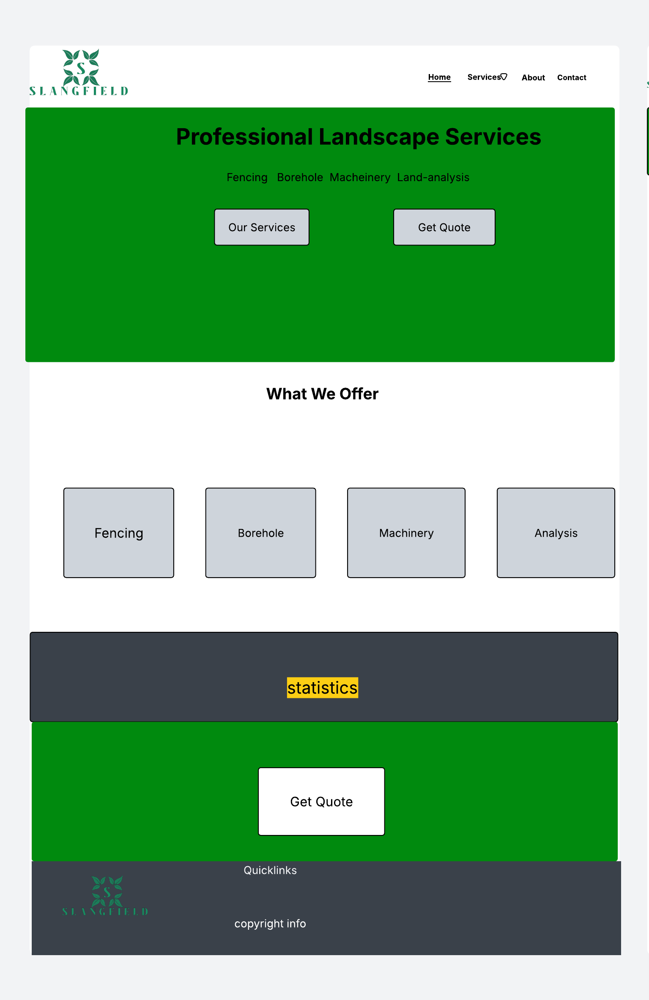 S
SLANGFIELD
Home Services About Contact
Professional Landscape Services
Fencing Borehole Macheinery Land-analysis
Our Services Get Quote
What We Offer
Fencing Borehole Machinery Analysis
statistics
Get Quote
Quicklinks
S
SLANGFIELD
copyright info